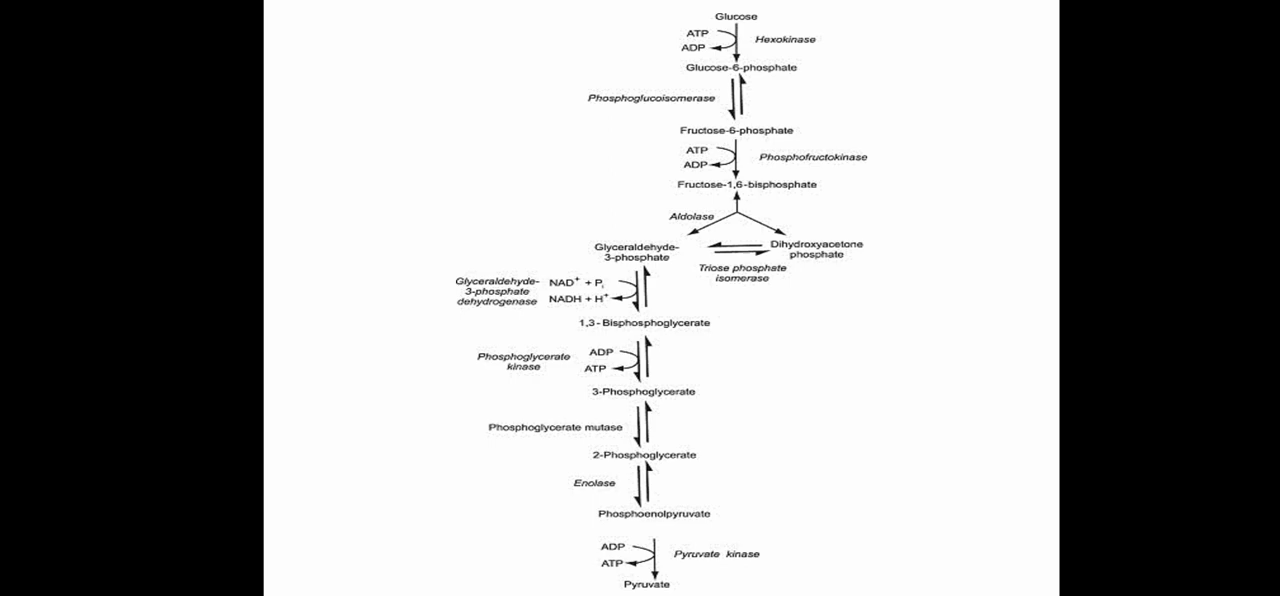 Glucose
ATP
Hexokinase
ADP
Glucose-6-phosphate
Phosphoglucoisomerase
Fructose-6-phosphate
ATP
Phosphofructokinase
ADP
Fructose-1,6-bisphosphate
Aldolase
Glyceraldehyde-
3-phosphate
Dihydroxyacetone
phosphate
Triose phosphate
isomerase
Glyceraldehyde-
3-phosphate
dehydrogenase
NAD+ + Pi
NADH + H+
1,3-Bisphosphoglycerate
Phosphoglycerate
kinase
ADP
ATP
3-Phosphoglycerate
Phosphoglycerate mutase
2-Phosphoglycerate
Enolase
Phosphoenolpyruvate
ADP
Pyruvate kinase
ATP
Pyruvate